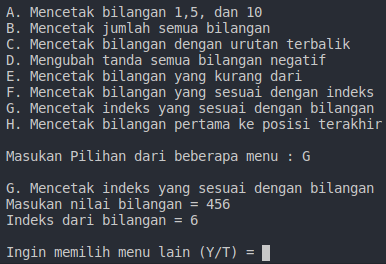 A. Mencetak bilangan 1,5, dan 10
B. Mencetak jumlah semua bilangan
C. Mencetak bilangan dengan urutan terbalik
D. Mengubah tanda semua bilangan negatif
E. Mencetak bilangan yang kurang dari
F. Mencetak bilangan yang sesuai dengan indeks
G. Mencetak indeks yang sesuai dengan bilangan
H. Mencetak bilangan pertama ke posisi terakhir
Masukan Pilihan dari beberapa menu : G
G. Mencetak indeks yang sesuai dengan bilangan
Masukan nilai bilangan = 456
Indeks dari bilangan = 6
Ingin memilih menu lain (Y/T) =